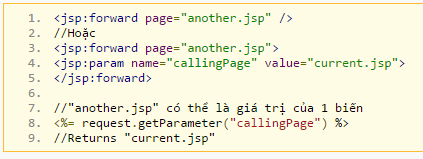 1. <jsp:forward page="another.jsp" />
2. //Hoặc
3. <jsp:forward page="another.jsp">
4. <jsp:param name="callingPage" value="current.jsp">
5. </jsp:forward>
6.
7. //"another.jsp" có thể là giá trị của 1 biến
8. <%= request.getParameter("callingPage") %>
9. //Returns "current.jsp"